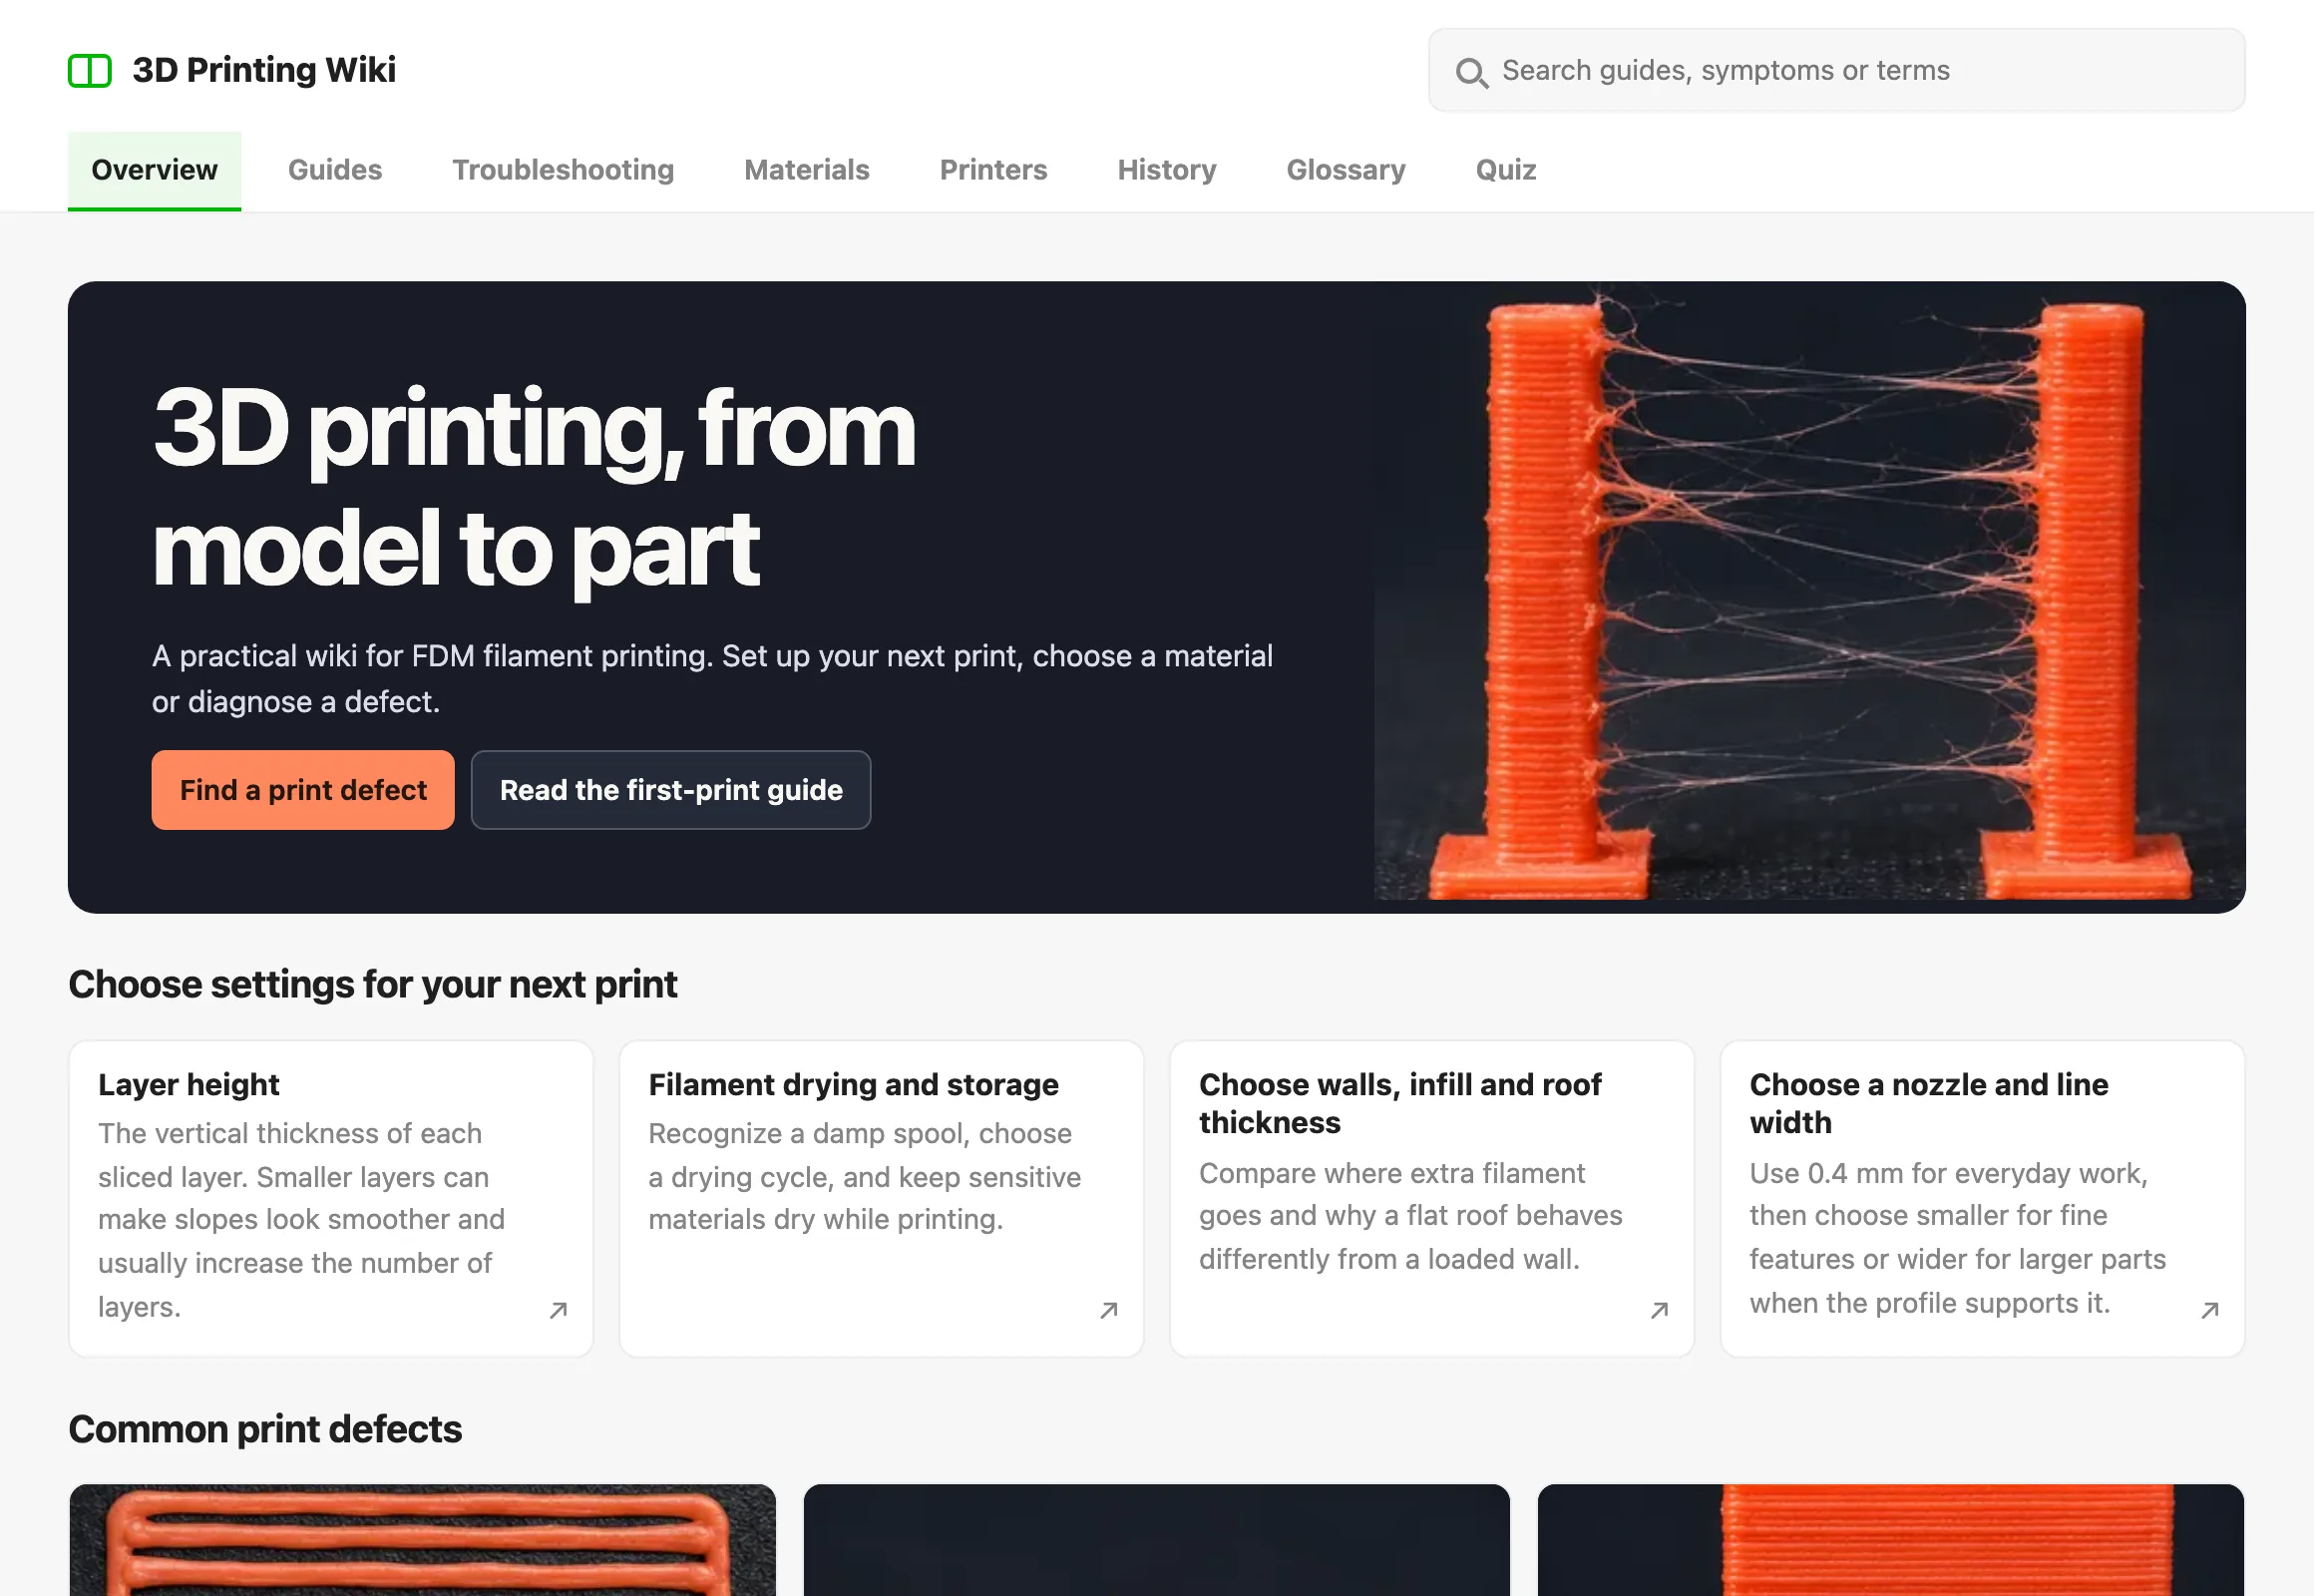 3D Printing Wiki
Search guides, symptoms or terms
Overview
Guides
Troubleshooting
Materials
Printers
History
Glossary
Quiz
3D printing, from
model to part
A practical wiki for FDM filament printing. Set up your next print, choose a material
or diagnose a defect.
Find a print defect
Read the first-print guide
Choose settings for your next print
Layer height
The vertical thickness of each
sliced layer. Smaller layers can
make slopes look smoother and
usually increase the number of
layers.
Filament drying and storage
Recognize a damp spool, choose
a drying cycle, and keep sensitive
materials dry while printing.
Choose walls, infill and roof
thickness
Compare where extra filament
goes and why a flat roof behaves
differently from a loaded wall.
Choose a nozzle and line
width
Use 0.4 mm for everyday work,
then choose smaller for fine
features or wider for larger parts
when the profile supports it.
Common print defects